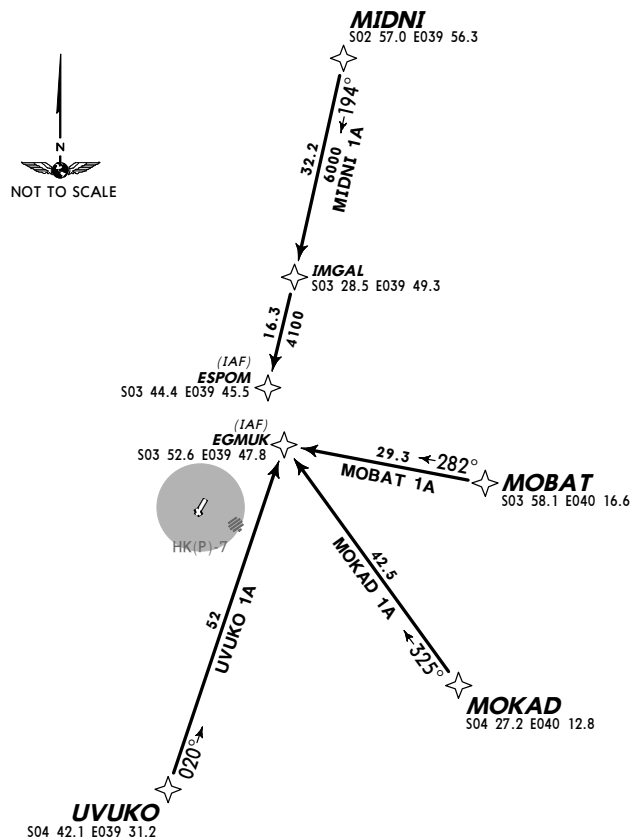 MIDNI
S02 57.0 E039 56.3
←194°
32.2
6000
MIDNI 1A
N
NOT TO SCALE
IMGAL
S03 28.5 E039 49.3
16.3
4100
(IAF)
ESPOM
S03 44.4 E039 45.5
(IAF)
EGMUK
S03 52.6 E039 47.8
29.3 ←282°
MOBAT 1A
MOBAT
S03 58.1 E040 16.6
HK(P)-7
42.5
MOKAD 1A
←325°
MOKAD
S04 27.2 E040 12.8
52
UVUKO 1A
020°→
UVUKO
S04 42.1 E039 31.2